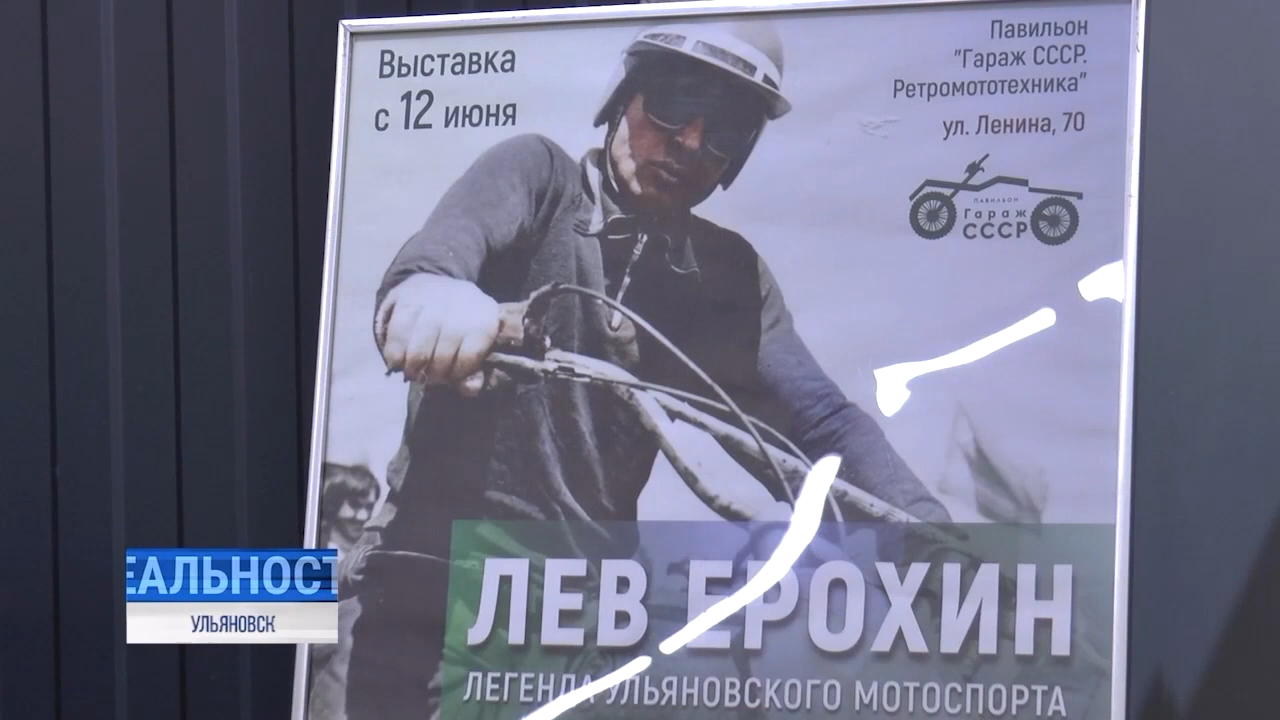 Выставка
с 12 июня
Павильон
"Гараж СССР.
Ретромототехника"
ул. Ленина, 70
ПАВИЛЬОН
Гараж
СССР
ЛЕВ ЕРОХИН
ЛЕГЕНДА УЛЬЯНОВСКОГО МОТОСПОРТА
ЕАЛЬНОСТ
УЛЬЯНОВСК